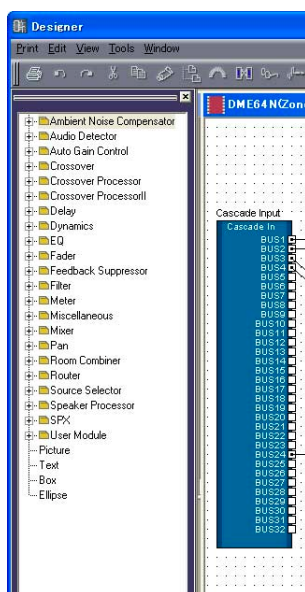 Designer
Print Edit View Tools Window
DME64N(Zone
Ambient Noise Compensator
Audio Detector
Auto Gain Control
Crossover
Crossover Processor
Crossover ProcessorII
Delay
Dynamics
EQ
Fader
Feedback Suppressor
Filter
Meter
Miscellaneous
Mixer
Pan
Room Combiner
Router
Source Selector
Speaker Processor
SPX
User Module
Picture
Text
Box
Ellipse
Cascade Input
Cascade In
BUS1
BUS2
BUS3
BUS4
BUS5
BUS6
BUS7
BUS8
BUS9
BUS10
BUS11
BUS12
BUS13
BUS14
BUS15
BUS16
BUS17
BUS18
BUS19
BUS20
BUS21
BUS22
BUS23
BUS24
BUS25
BUS26
BUS27
BUS28
BUS29
BUS30
BUS31
BUS32